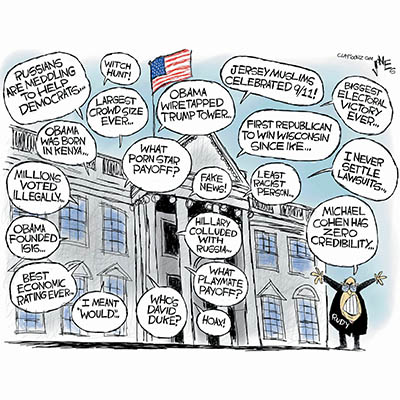 CLAYTOONZ.COM
RUSSIANS
ARE MEDDLING
TO HELP
DEMOCRATS...
WITCH
HUNT!
LARGEST
CROWD SIZE
EVER...
OBAMA
WIRETAPPED
TRUMP TOWER...
JERSEY MUSLIMS
CELEBRATED 9/11!
BIGGEST
ELECTORAL
VICTORY
EVER...
OBAMA
WAS BORN
IN KENYA...
WHAT
PORN STAR
PAYOFF?
FIRST REPUBLICAN
TO WIN WISCONSIN
SINCE IKE...
I NEVER
SETTLE
LAWSUITS...
MILLIONS
VOTED
ILLEGALLY...
FAKE
NEWS!
LEAST
RACIST
PERSON...
OBAMA
FOUNDED
ISIS...
HILLARY
COLLUDED
WITH
RUSSIA...
MICHAEL
COHEN HAS
ZERO
CREDIBILITY...
BEST
ECONOMIC
RATING EVER...
I MEANT
"WOULD"...
WHO'S
DAVID
DUKE?
WHAT
PLAYMATE
PAYOFF?
HOAX!
RUDY